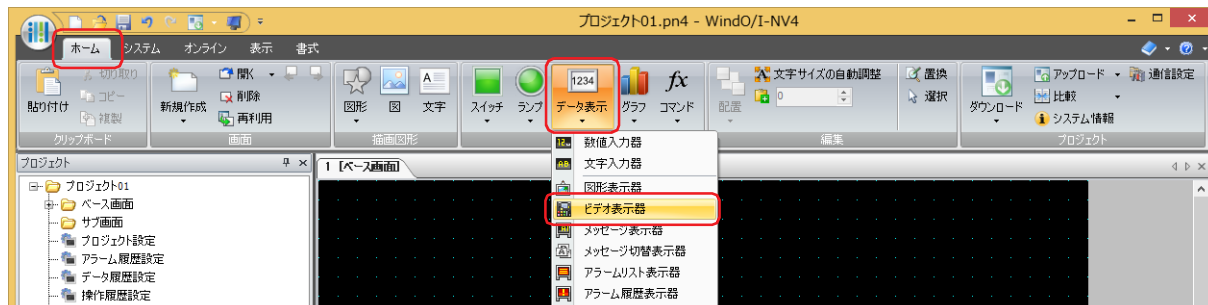 プロジェクト01.pn4 - WindO/I-NV4
ホーム システム オンライン 表示 書式
貼り付け
切り取り
コピー
複製
クリップボード
新規作成
開く
削除
再利用
画面
図形
図
文字
描画図形
スイッチ
ランプ
1234
データ表示
グラフ
fx
コマンド
配置
文字サイズの自動調整
0
置換
選択
編集
ダウンロード
アップロード
比較
システム情報
通信設定
プロジェクト
数値入力器
文字入力器
図形表示器
ビデオ表示器
メッセージ表示器
メッセージ切替表示器
アラームリスト表示器
アラーム履歴表示器
プロジェクト
プロジェクト01
ベース画面
サブ画面
プロジェクト設定
アラーム履歴設定
データ履歴設定
操作履歴設定
1 [ベース画面]